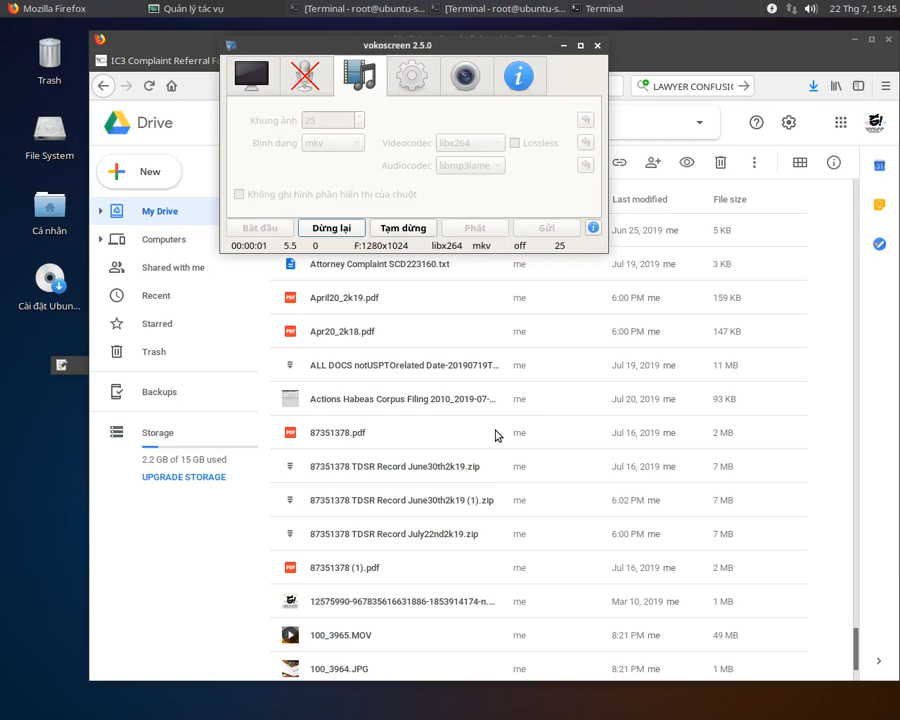 Mozilla Firefox
Quản lý tác vụ
[Terminal - root@ubuntu-s...
[Terminal - root@ubuntu-s...
Terminal
22 Thg 7, 15:45
vokoscreen 2.5.0
Trash
File System
Cá nhân
Cài đặt Ubun...
IC3 Complaint Referral Fo
LAWYER CONFUSIO
Khung ảnh 25
Định dạng mkv
Videocodec libx264
Lossless
Audiocodec libmp3lame
Không ghi hình phần hiển thị của chuột
Bắt đầu
Dừng lại
Tạm dừng
Phát
Gửi
00:00:01 5.5 0 F:1280x1024 libx264 mkv off 25
Drive
New
My Drive
Computers
Shared with me
Recent
Starred
Trash
Backups
Storage
2.2 GB of 15 GB used
UPGRADE STORAGE
Last modified File size
Jun 25, 2019 me 5 KB
Attorney Complaint SCD223160.txt me Jul 19, 2019 me 3 KB
April20_2k19.pdf me 6:00 PM me 159 KB
Apr20_2k18.pdf me 6:00 PM me 147 KB
ALL DOCS notUSPTOrelated Date-20190719T... me Jul 19, 2019 me 11 MB
Actions Habeas Corpus Filing 2010_2019-07-... me Jul 20, 2019 me 93 KB
87351378.pdf me Jul 16, 2019 me 2 MB
87351378 TDSR Record June30th2k19.zip me Jul 16, 2019 me 7 MB
87351378 TDSR Record June30th2k19 (1).zip me 6:02 PM me 7 MB
87351378 TDSR Record July22nd2k19.zip me 6:00 PM me 7 MB
87351378 (1).pdf me Jul 16, 2019 me 2 MB
12575990-967835616631886-1853914174-n.... me Mar 10, 2019 me 1 MB
100_3965.MOV me 8:21 PM me 49 MB
100_3964.JPG me 8:21 PM me 1 MB